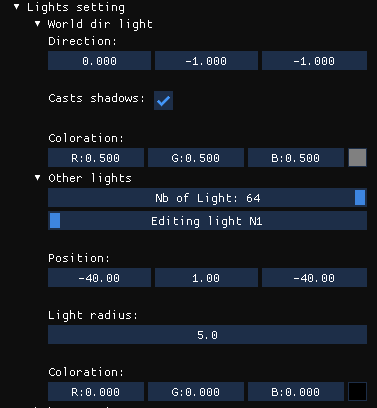 Lights setting
World dir light
Direction:
0.000 -1.000 -1.000
Casts shadows:
Coloration:
R:0.500 G:0.500 B:0.500
Other lights
Nb of Light: 64
Editing light N1
Position:
-40.00 1.00 -40.00
Light radius:
5.0
Coloration:
R:0.000 G:0.000 B:0.000